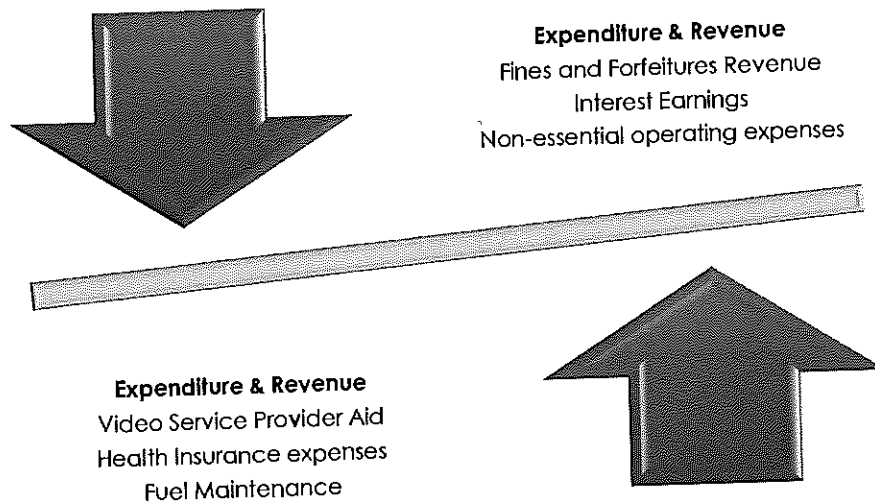 Expenditure & Revenue
Fines and Forfeitures Revenue
Interest Earnings
Non-essential operating expenses
Expenditure & Revenue
Video Service Provider Aid
Health Insurance expenses
Fuel Maintenance